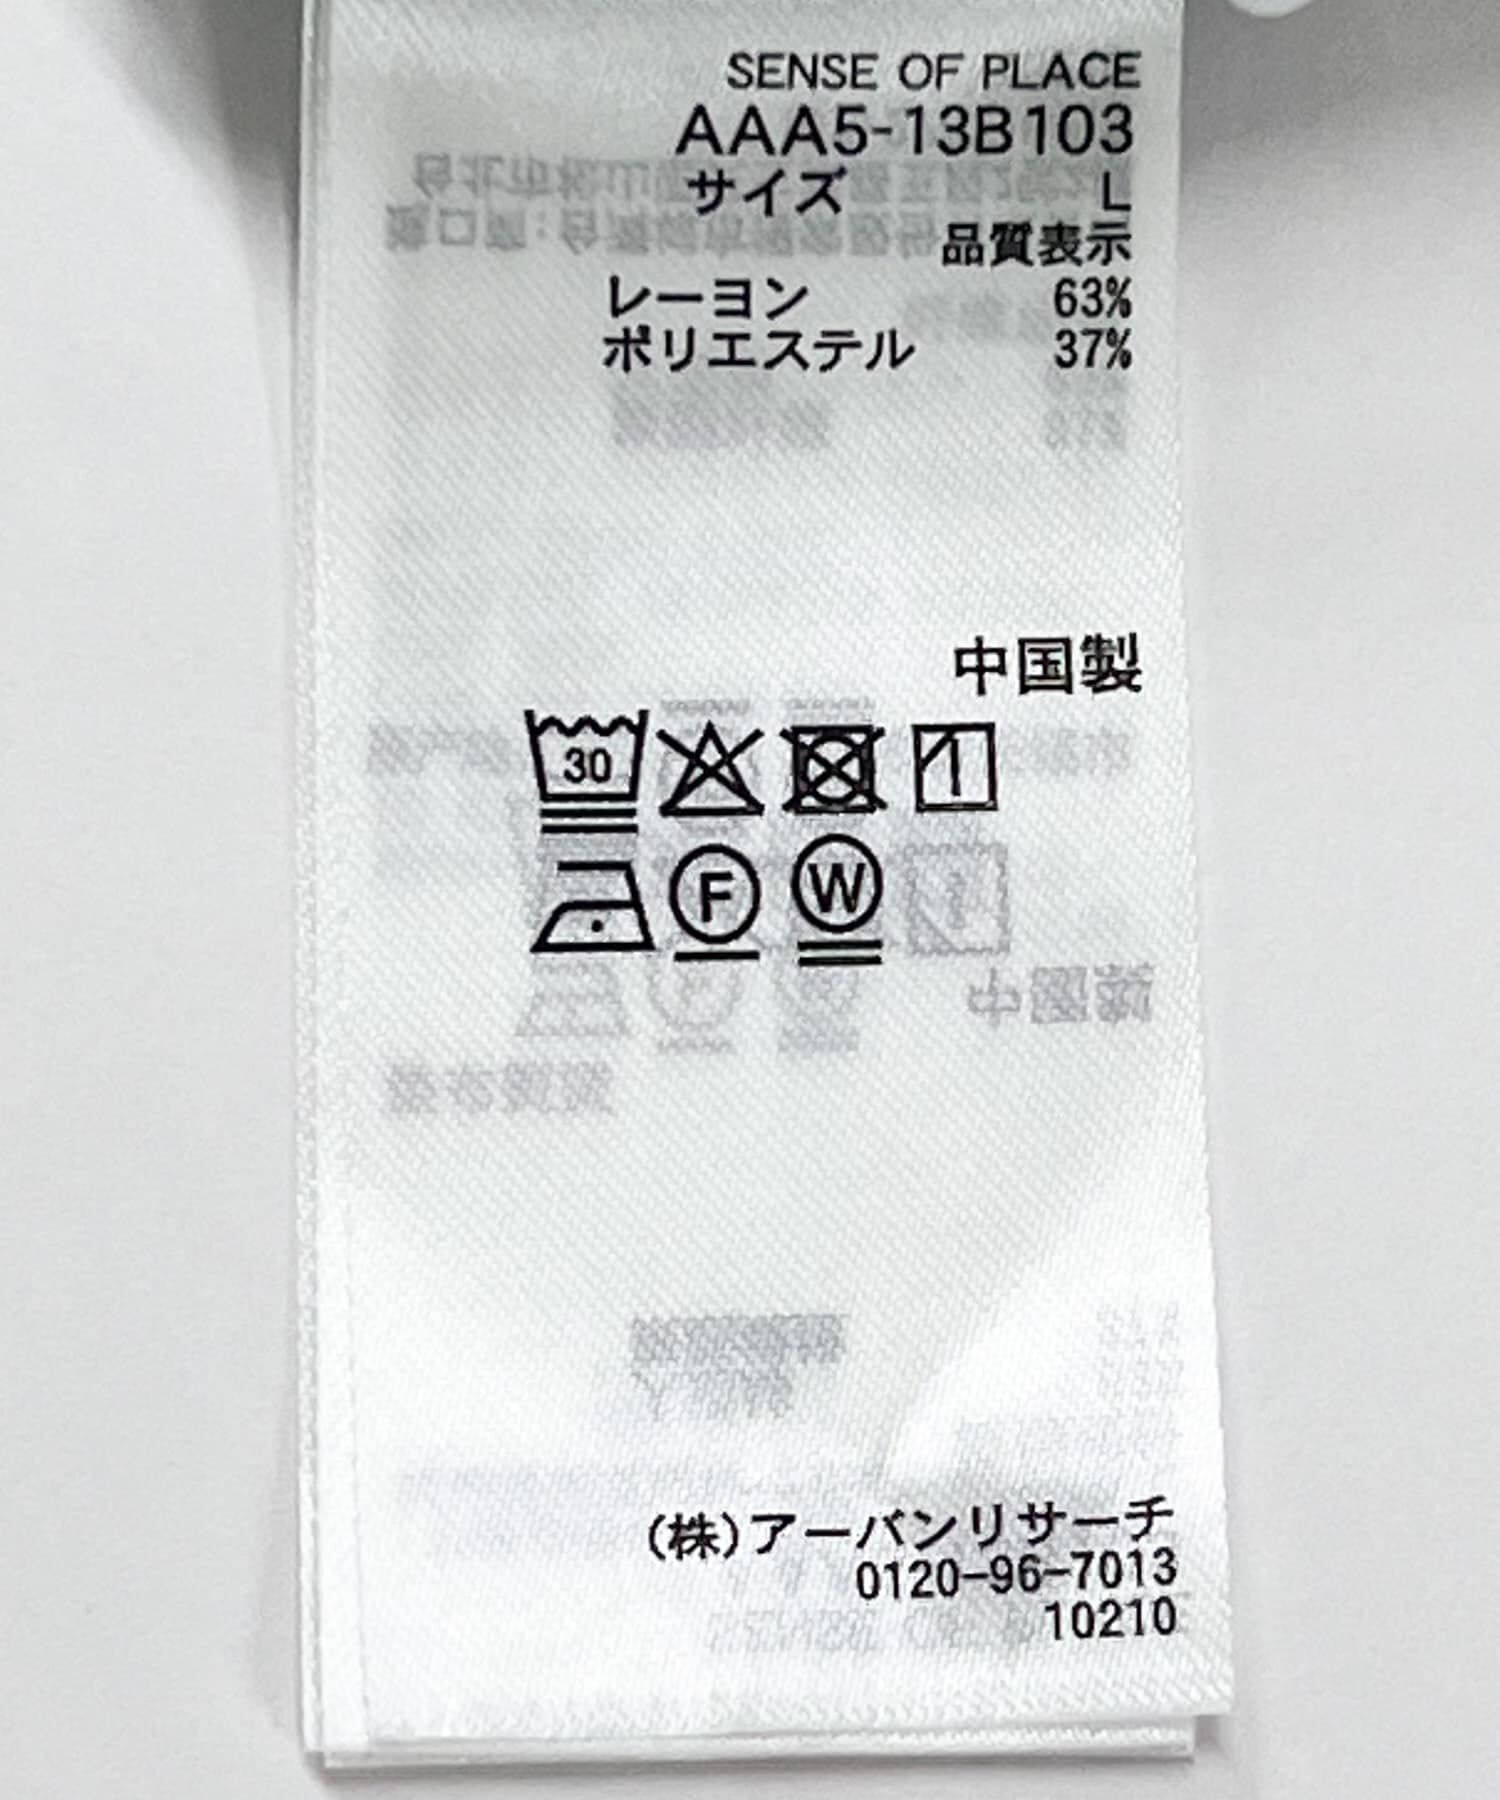 SENSE OF PLACE
AAA5-13B103
サイズ L
品質表示
レーヨン 63%
ポリエステル 37%
中国製
30
F W
(株)アーバンリサーチ
0120-96-7013
10210